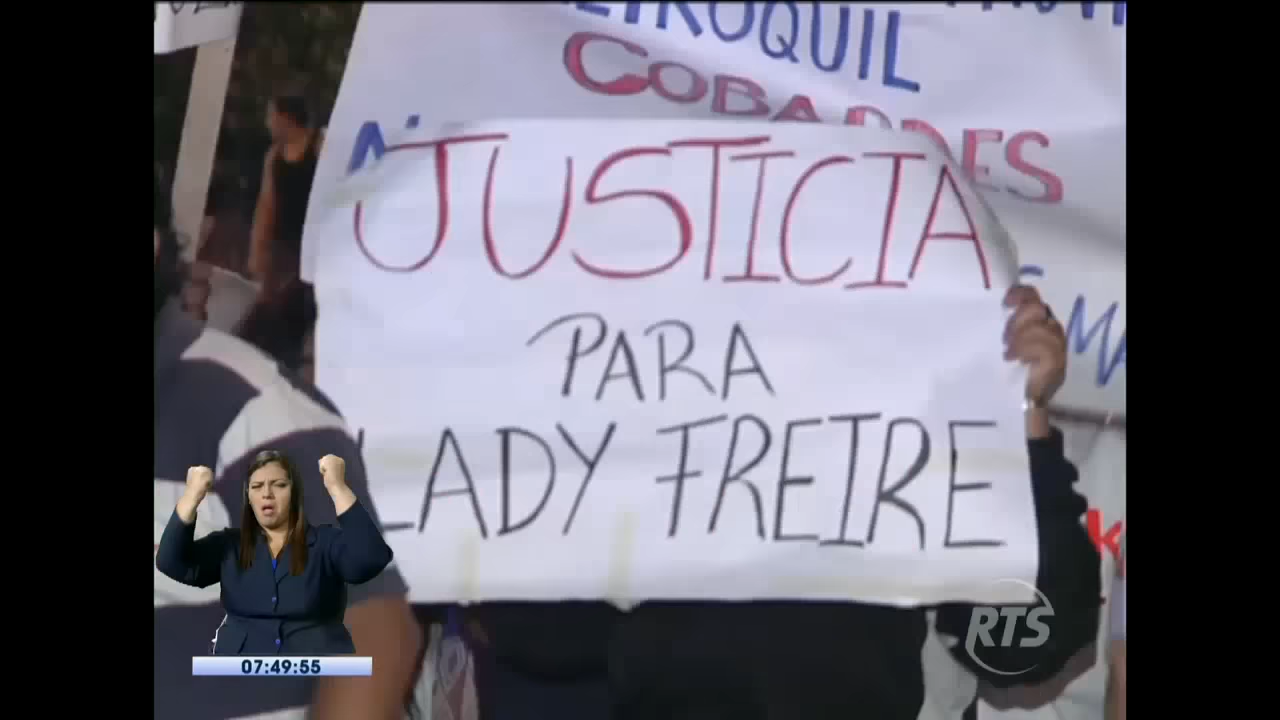 COBARDES
JUSTICIA
PARA
LADY FREIRE
RTS
07:49:55